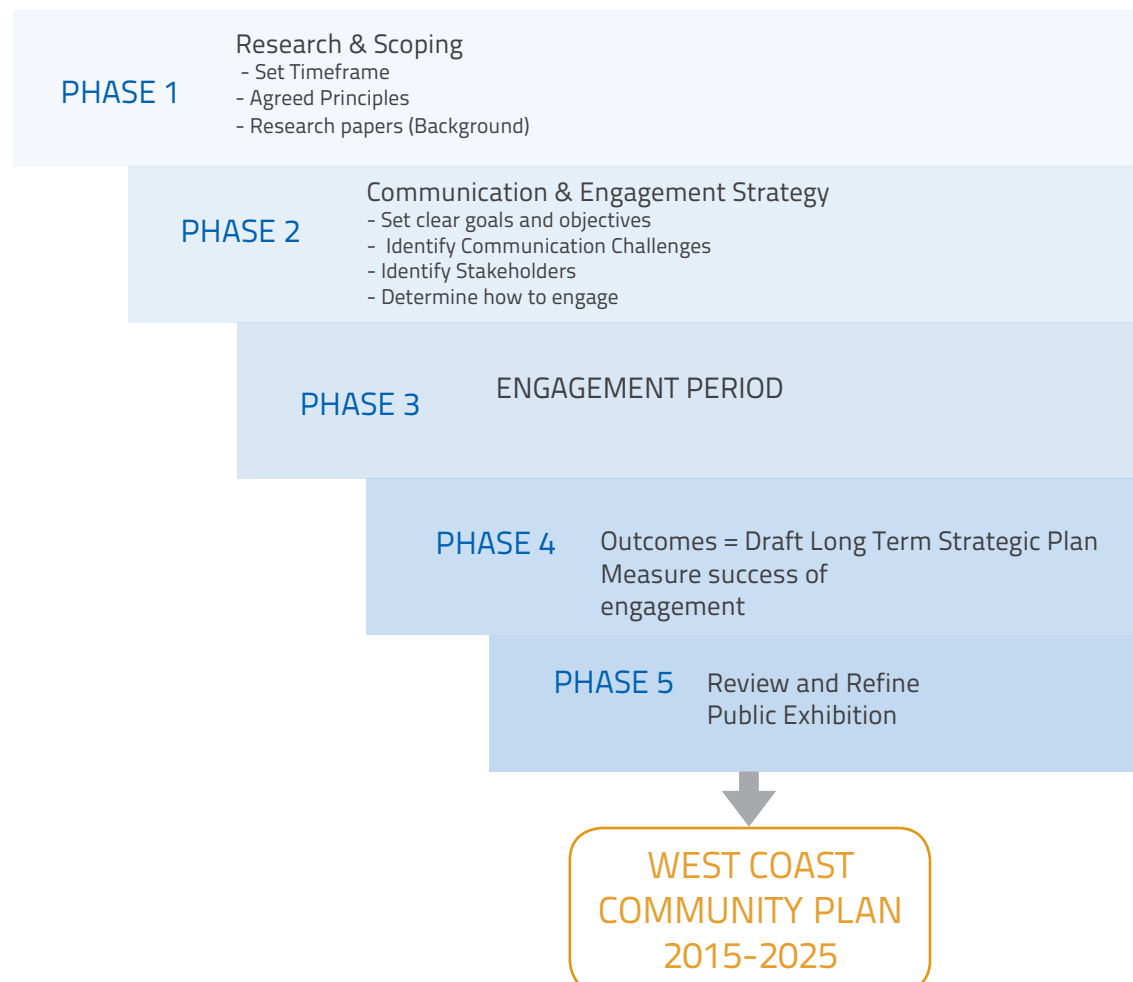 PHASE 1
Research & Scoping
- Set Timeframe
- Agreed Principles
- Research papers (Background)
PHASE 2
Communication & Engagement Strategy
- Set clear goals and objectives
- Identify Communication Challenges
- Identify Stakeholders
- Determine how to engage
PHASE 3
ENGAGEMENT PERIOD
PHASE 4
Outcomes = Draft Long Term Strategic Plan
Measure success of
engagement
PHASE 5
Review and Refine
Public Exhibition
WEST COAST
COMMUNITY PLAN
2015-2025